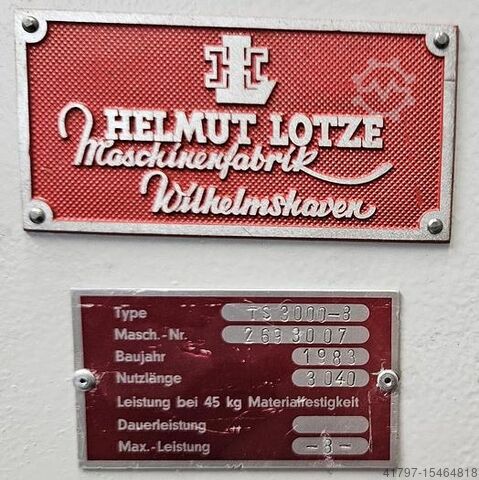 HELMUT LOTZE
Maschinenfabrik
Wilhelmshaven
Type TS 3000-3
Masch.-Nr. 2693007
Baujahr 1983
Nutzlänge 3040
Leistung bei 45 kg Materialfestigkeit
Dauerleistung
Max.-Leistung -3-
41797-15464818